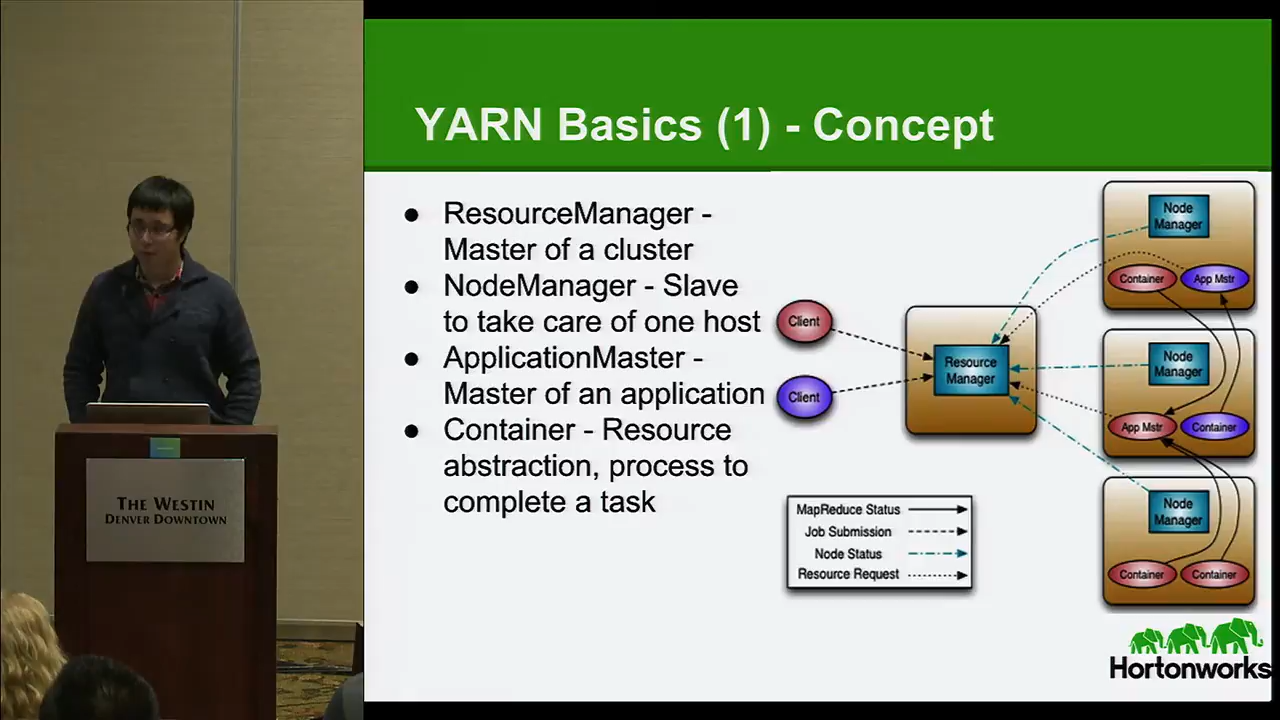 YARN Basics (1) - Concept
● ResourceManager -
Master of a cluster
● NodeManager - Slave
to take care of one host
● ApplicationMaster -
Master of an application
● Container - Resource
abstraction, process to
complete a task
Client
Client
Resource
Manager
Node
Manager
Container
App Mstr
Node
Manager
App Mstr
Container
Node
Manager
Container
Container
MapReduce Status
Job Submission
Node Status
Resource Request
Hortonworks
THE WESTIN
DENVER DOWNTOWN